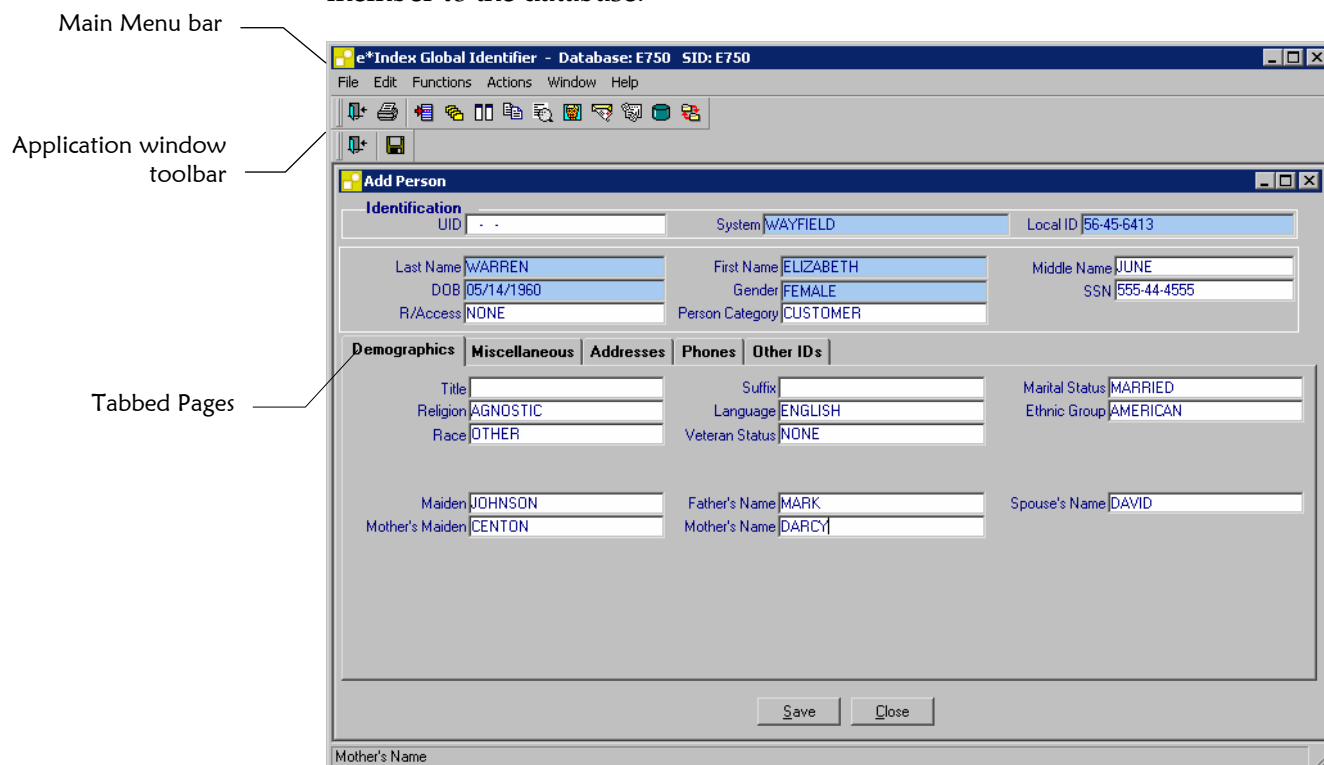 member to the database.
Main Menu bar
e*Index Global Identifier - Database: E750 SID: E750
File Edit Functions Actions Window Help
Application window
toolbar
Add Person
Identification
UID - - System WAYFIELD Local ID 56-45-6413
Last Name WARREN First Name ELIZABETH Middle Name JUNE
DOB 05/14/1960 Gender FEMALE SSN 555-44-4555
R/Access NONE Person Category CUSTOMER
Demographics Miscellaneous Addresses Phones Other IDs
Title Suffix Marital Status MARRIED
Tabbed Pages
Religion AGNOSTIC Language ENGLISH Ethnic Group AMERICAN
Race OTHER Veteran Status NONE
Maiden JOHNSON Father's Name MARK Spouse's Name DAVID
Mother's Maiden CENTON Mother's Name DARCY
Save Close
Mother's Name